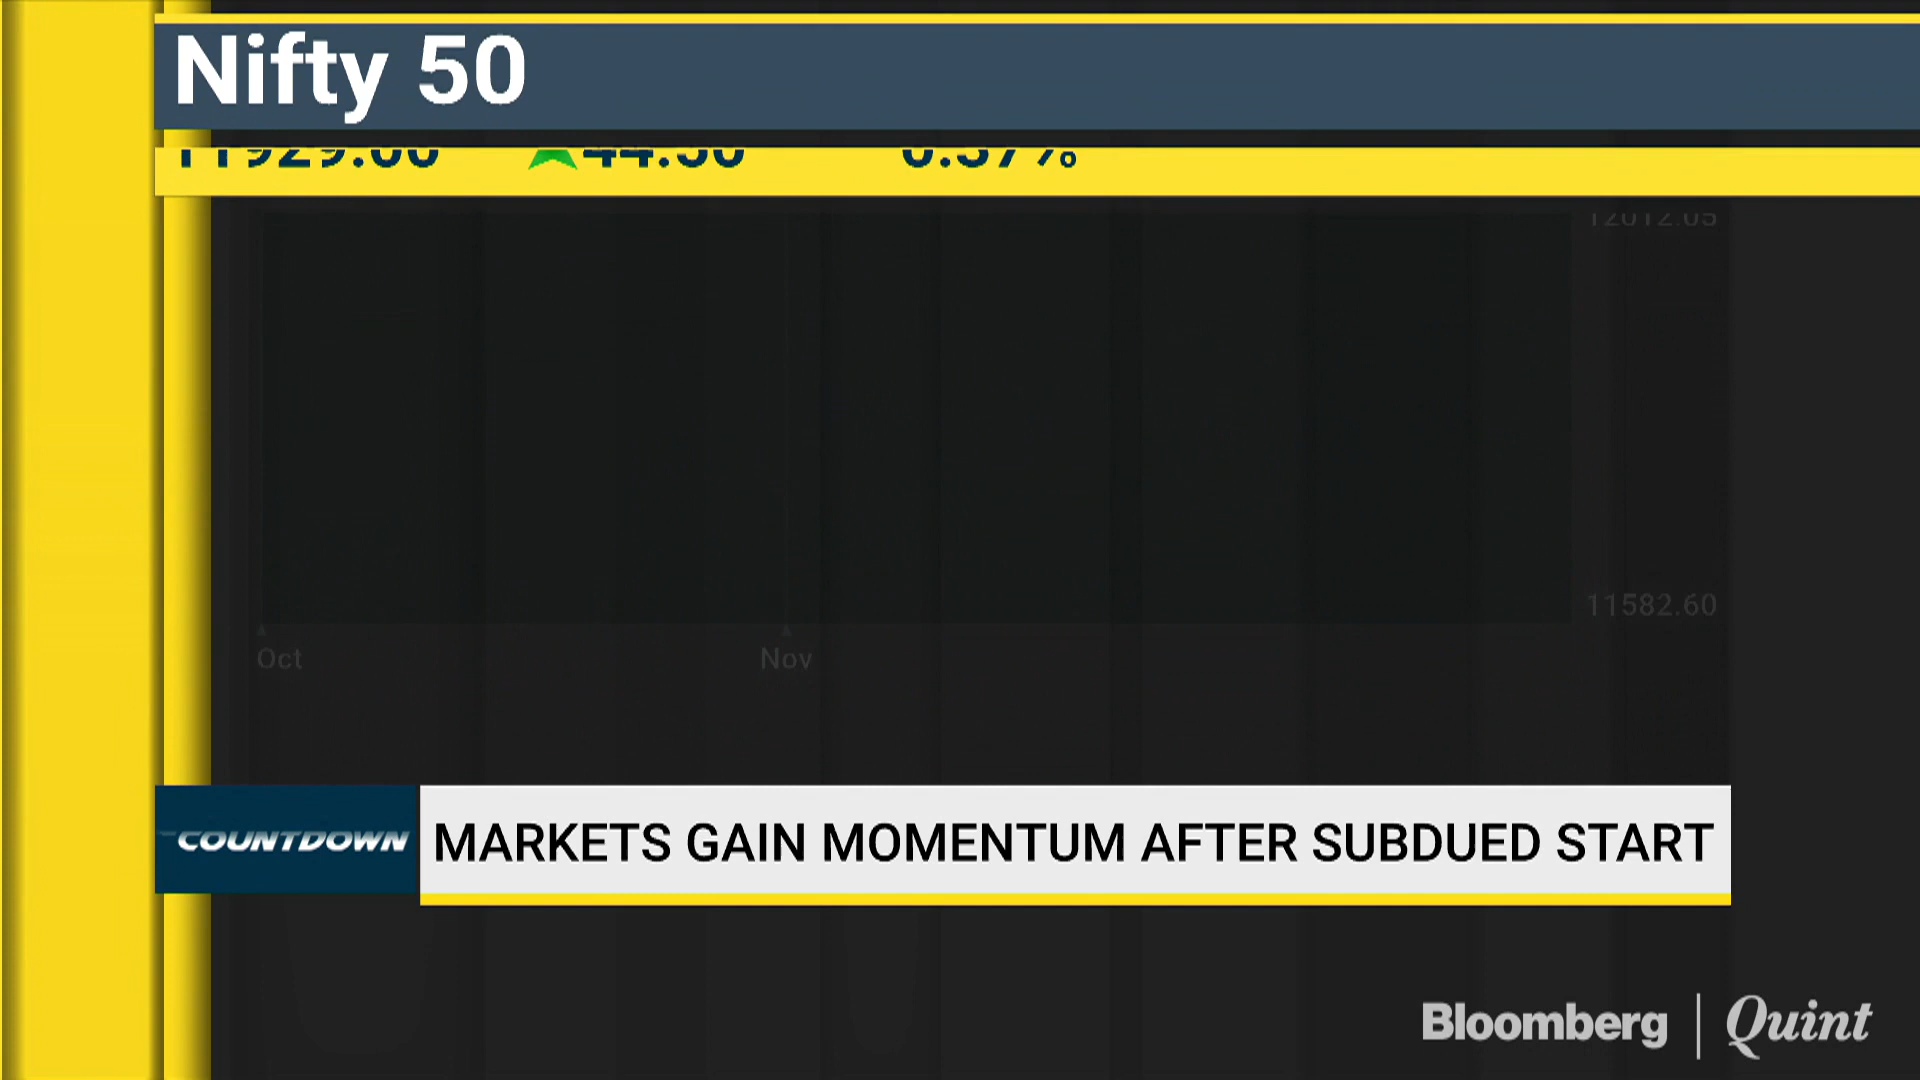 Nifty 50
11582.60
Oct
Nov
COUNTDOWN
MARKETS GAIN MOMENTUM AFTER SUBDUED START
Bloomberg | Quint